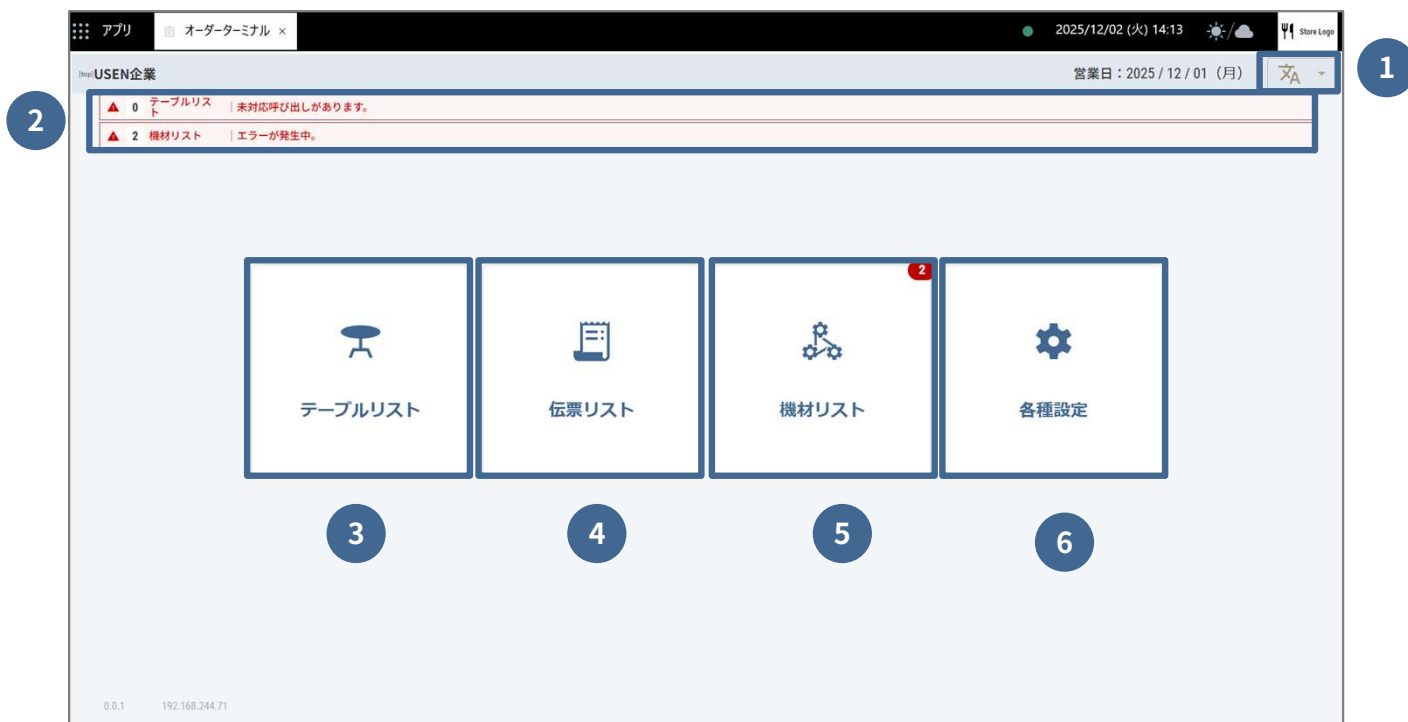 アプリ オーダーターミナル × 2025/12/02 (火) 14:13 Store Logo
[top]USEN企業 営業日：2025 / 12 / 01（月） 文A 1
2
0 テーブルリスト | 未対応呼び出しがあります。
2 機材リスト | エラーが発生中。
2
テーブルリスト 伝票リスト 機材リスト 各種設定
3 4 5 6
0.0.1 192.168.244.71